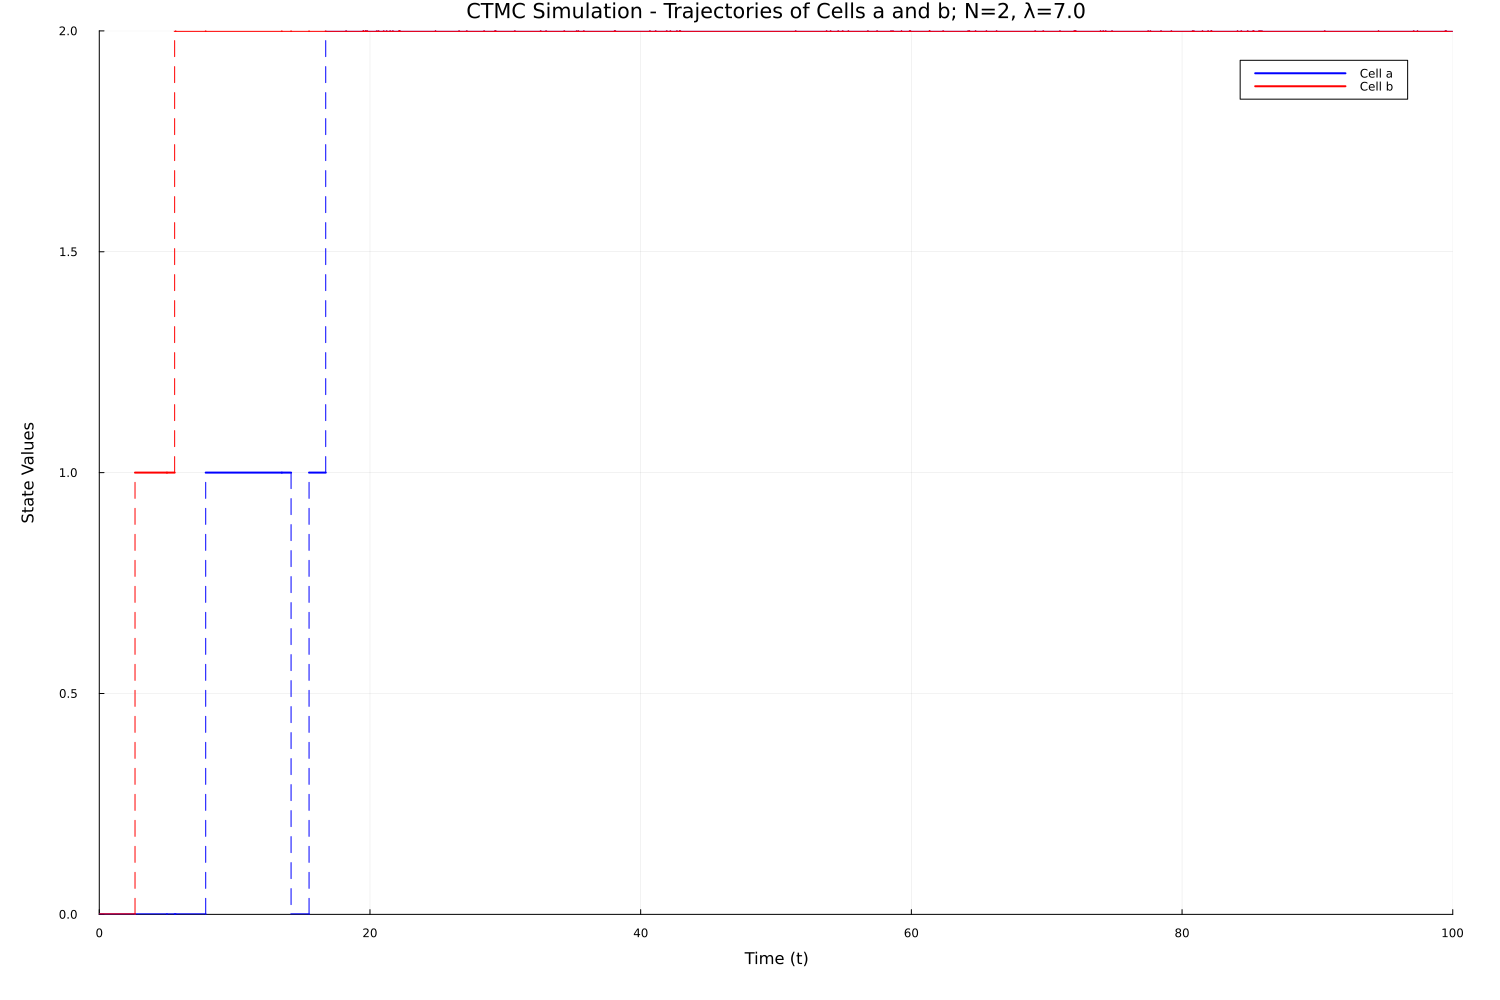 CTMC Simulation - Trajectories of Cells a and b; N=2, λ=7.0
2.0
Cell a
Cell b
1.5
State Values
1.0
0.5
0.0
0 20 40 60 80 100
Time (t)